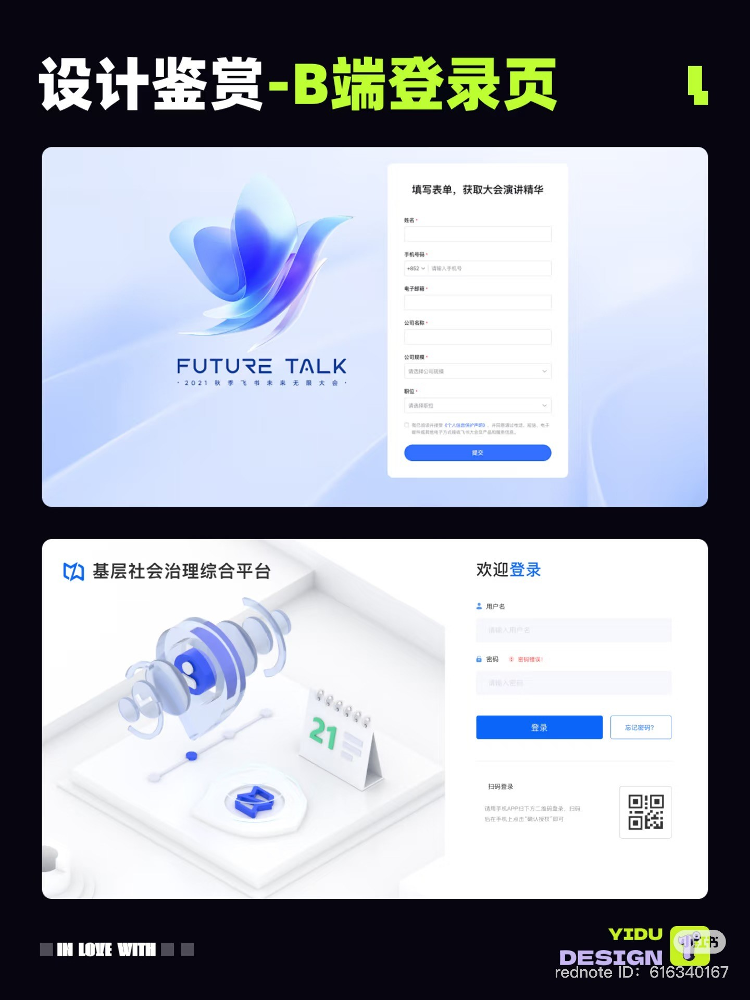 设计鉴赏-B端登录页
填写表单，获取大会演讲精华
姓名 *
手机号码 *
+852 请输入手机号
电子邮箱 *
公司名称 *
公司规模 *
请选择公司规模
职位 *
请选择职位
我已阅读并接受《个人信息保护声明》，并同意通过电话、短信、电子
邮件或其他电子方式接收飞书大会及产品和服务信息。
提交
FUTURE TALK
·2021秋季飞书未来无限大会·
基层社会治理综合平台
21
欢迎登录
用户名
请输入用户名
密码 密码错误！
请输入密码
登录 忘记密码？
扫码登录
请用手机APP扫下方二维码登录，扫码
后在手机上点击“确认授权”即可
IN LOVE WITH
YIDU
DESIGN
小红书
rednote ID：616340167